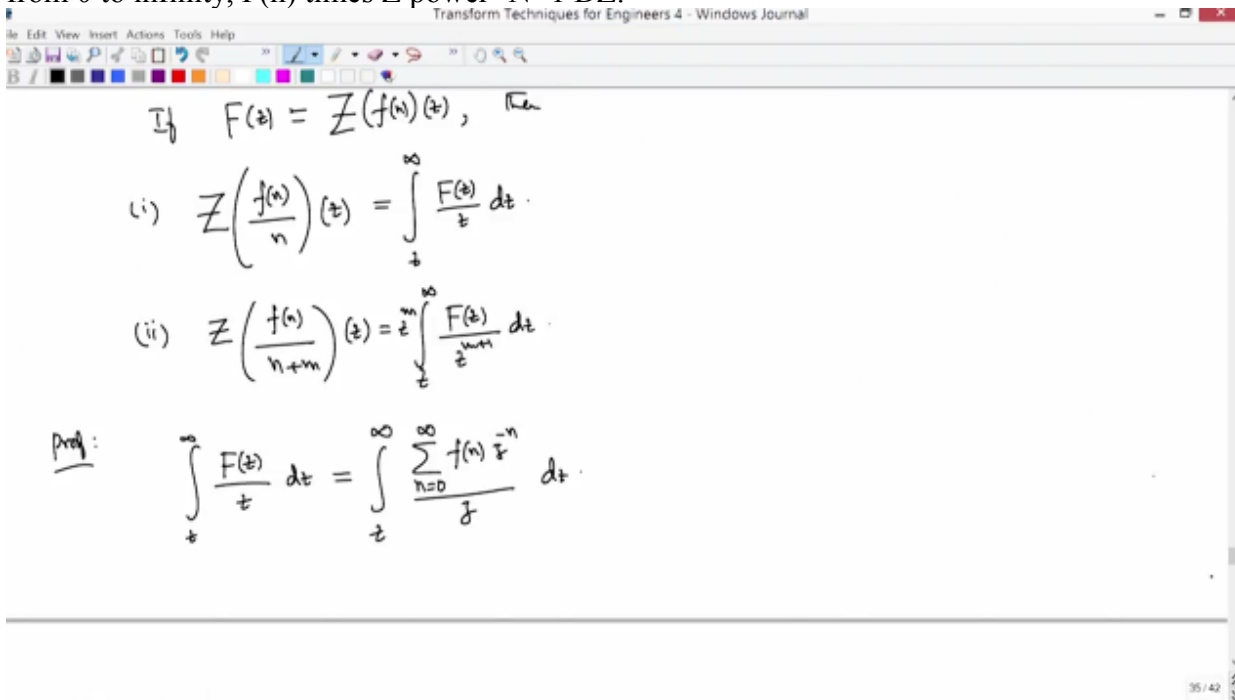 from 0 to infinity, F(n) times Z power -N-1 DZ.
Transform Techniques for Engineers 4 - Windows Journal
File Edit View Insert Actions Tools Help
If F(z) = Z(f(n))(z), then
(i) Z(f(n)/n)(z) = ∫_z^∞ F(z)/z dz.
(ii) Z(f(n)/(n+m))(z) = z^m ∫_z^∞ F(z)/z^{m+1} dz.
Proof: ∫_z^∞ F(z)/z dz = ∫_z^∞ (∑_{n=0}^∞ f(n) z^{-n})/z dz.
35 / 42